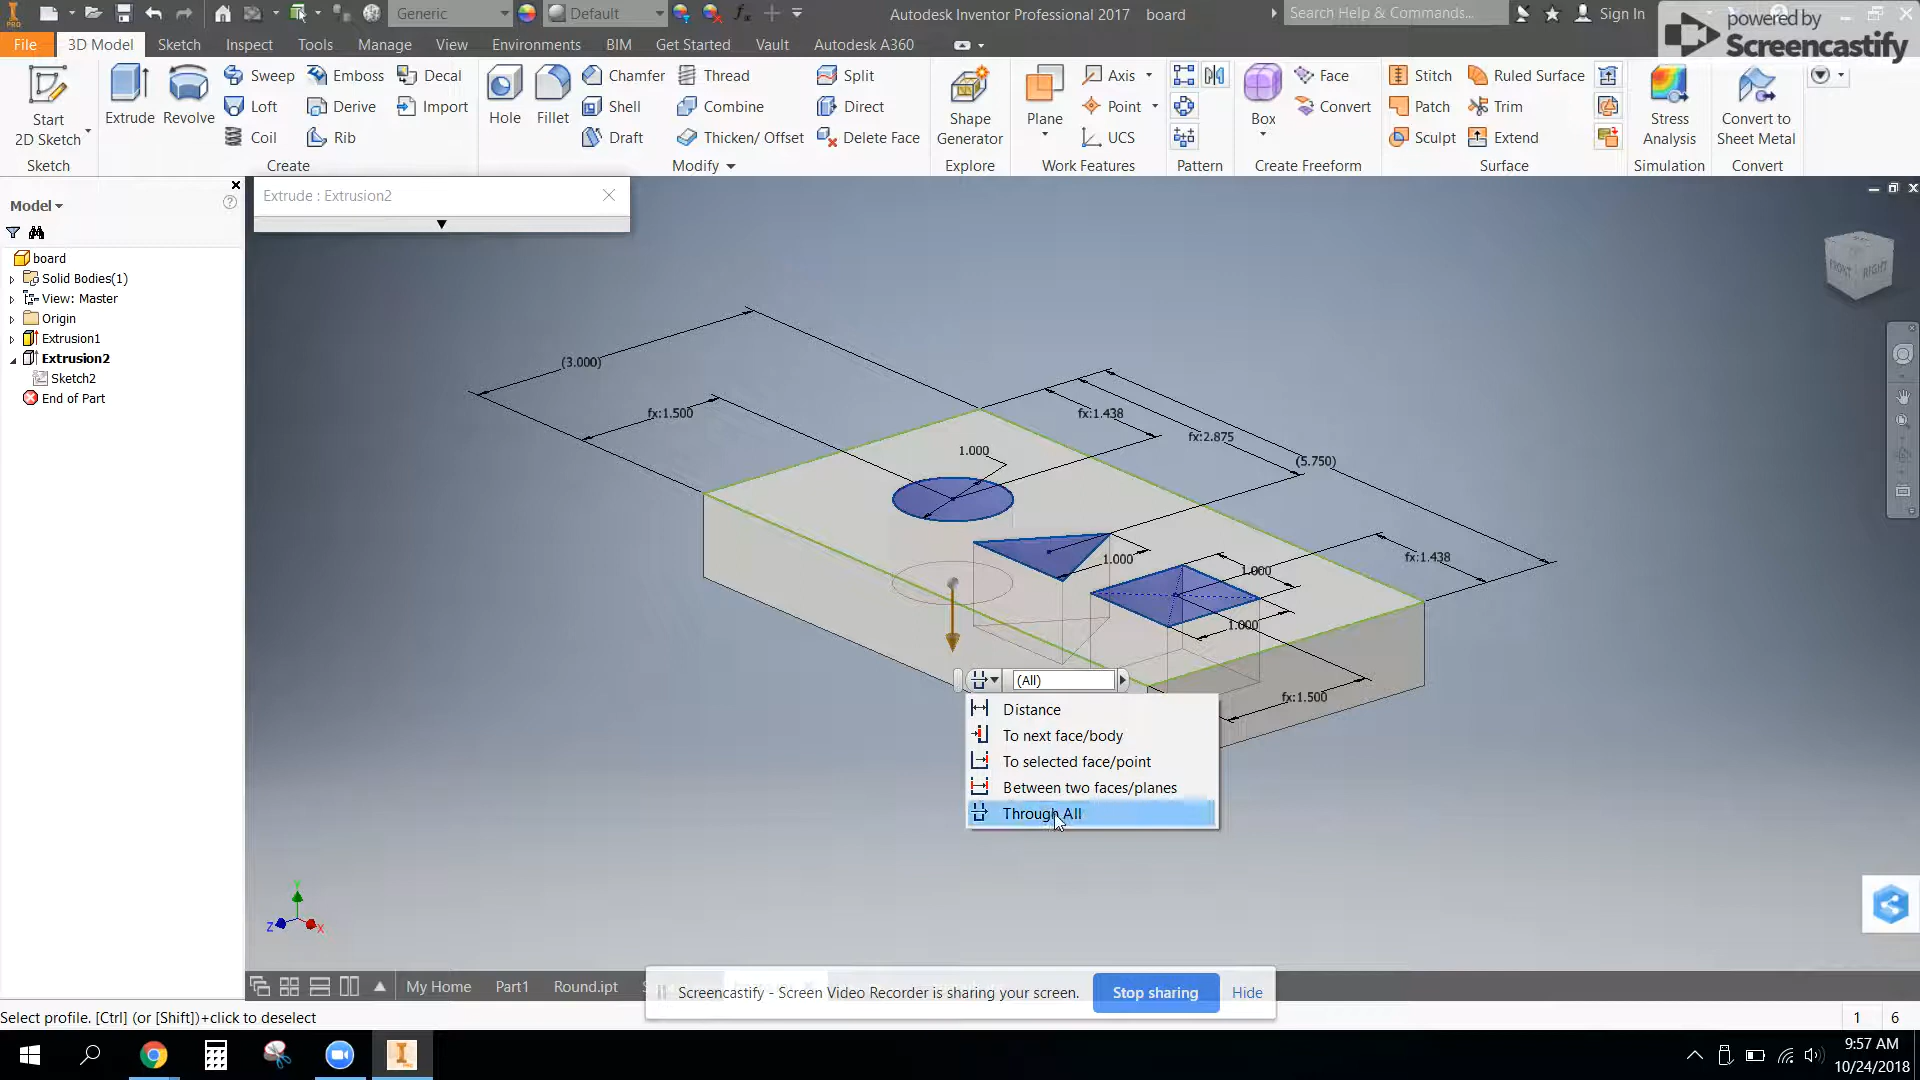 PRO
Generic
Default
fx
Autodesk Inventor Professional 2017 board
Search Help & Commands...
Sign In
powered by
Screencastify
File
3D Model
Sketch
Inspect
Tools
Manage
View
Environments
BIM
Get Started
Vault
Autodesk A360
Start
2D Sketch
Sketch
Extrude
Revolve
Sweep
Emboss
Decal
Loft
Derive
Import
Coil
Rib
Create
Hole
Fillet
Chamfer
Thread
Split
Shell
Combine
Direct
Draft
Thicken/ Offset
Delete Face
Modify
Shape
Generator
Explore
Plane
Axis
Point
UCS
Work Features
Pattern
Box
Face
Convert
Create Freeform
Stitch
Ruled Surface
Patch
Trim
Sculpt
Extend
Surface
Stress
Analysis
Simulation
Convert to
Sheet Metal
Convert
Model
board
Solid Bodies(1)
View: Master
Origin
Extrusion1
Extrusion2
Sketch2
End of Part
Extrude : Extrusion2
FRONT
RIGHT
(3.000)
fx:1.500
fx:1.438
fx:2.875
1.000
(5.750)
1.000
1.000
fx:1.438
1.000
fx:1.500
(All)
Distance
To next face/body
To selected face/point
Between two faces/planes
Through All
Y
Z
X
My Home
Part1
Round.ipt
Screencastify - Screen Video Recorder is sharing your screen.
Stop sharing
Hide
Select profile. [Ctrl] (or [Shift])+click to deselect
1
6
9:57 AM
10/24/2018